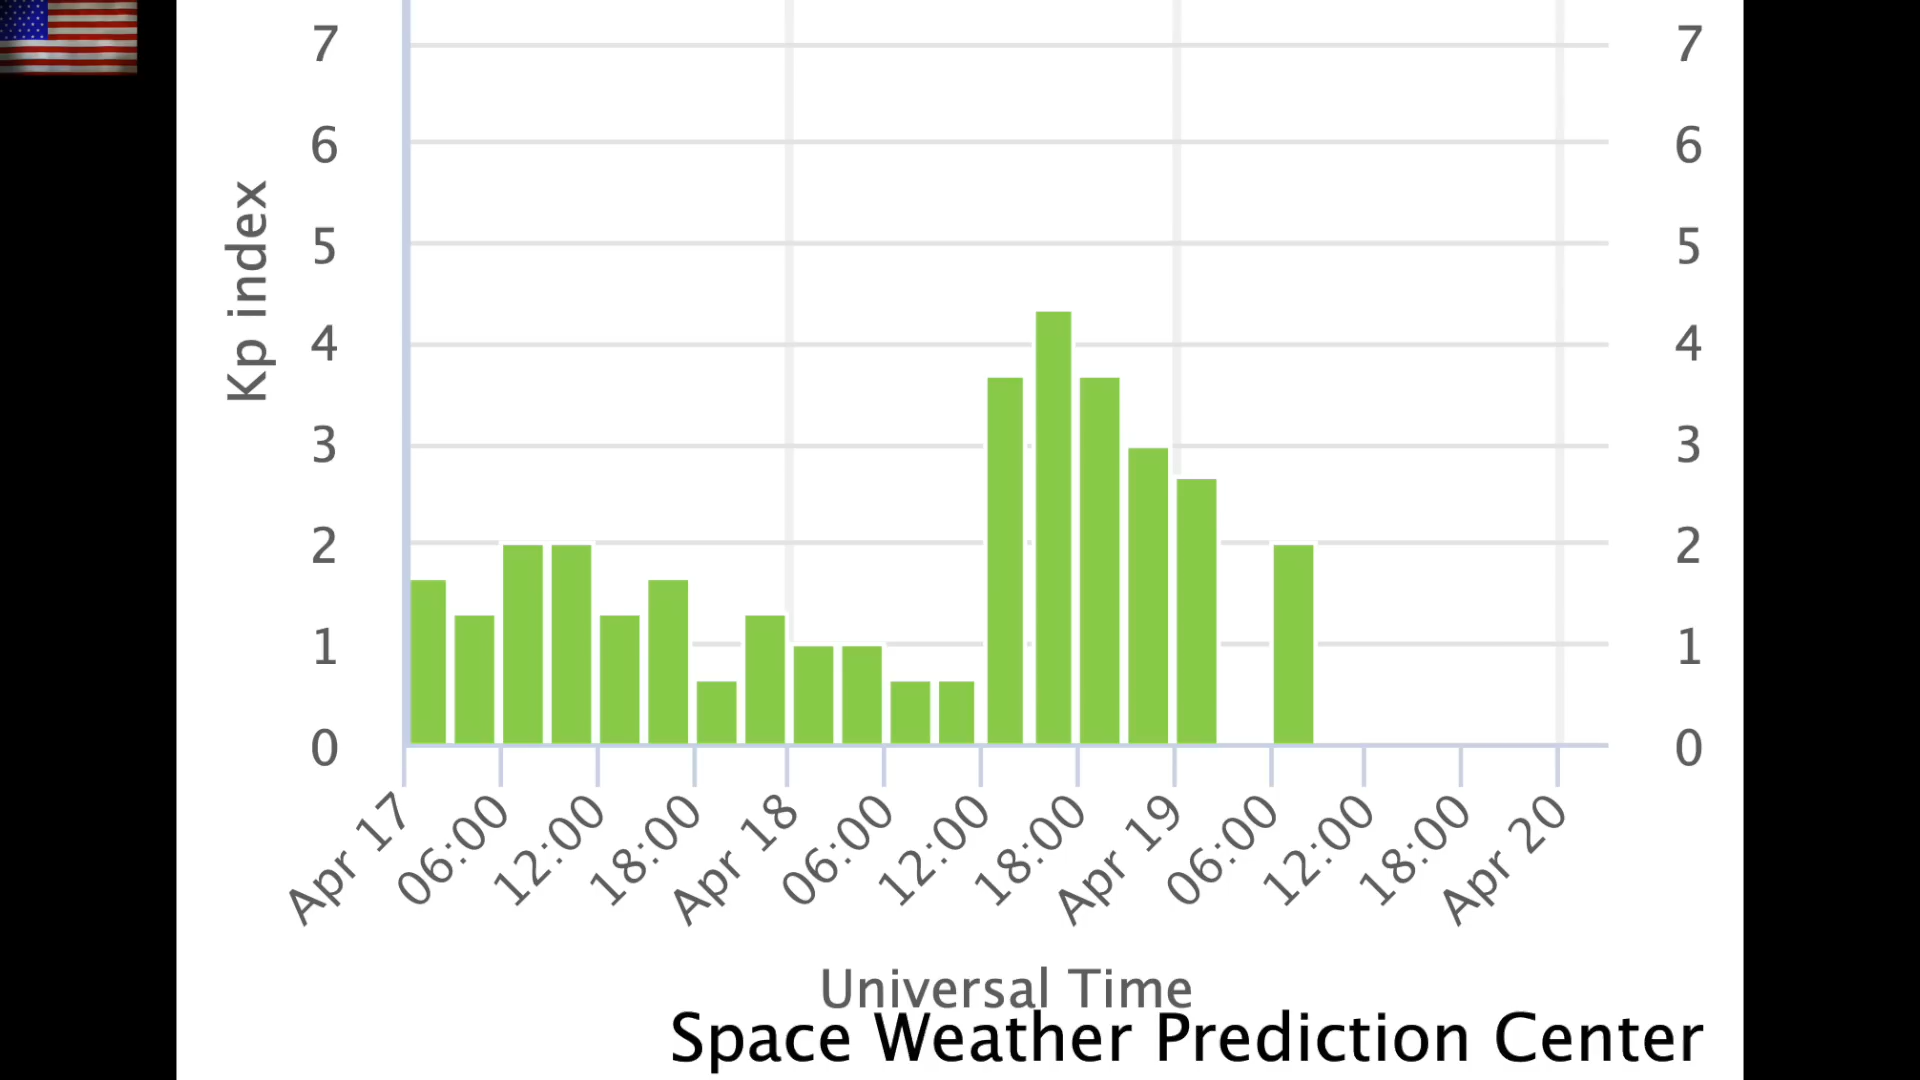 7 7
6 6
Kp index
5 5
4 4
3 3
2 2
1 1
0 0
Apr 17 06:00 12:00 18:00 Apr 18 06:00 12:00 18:00 Apr 19 06:00 12:00 18:00 Apr 20
Universal Time
Space Weather Prediction Center